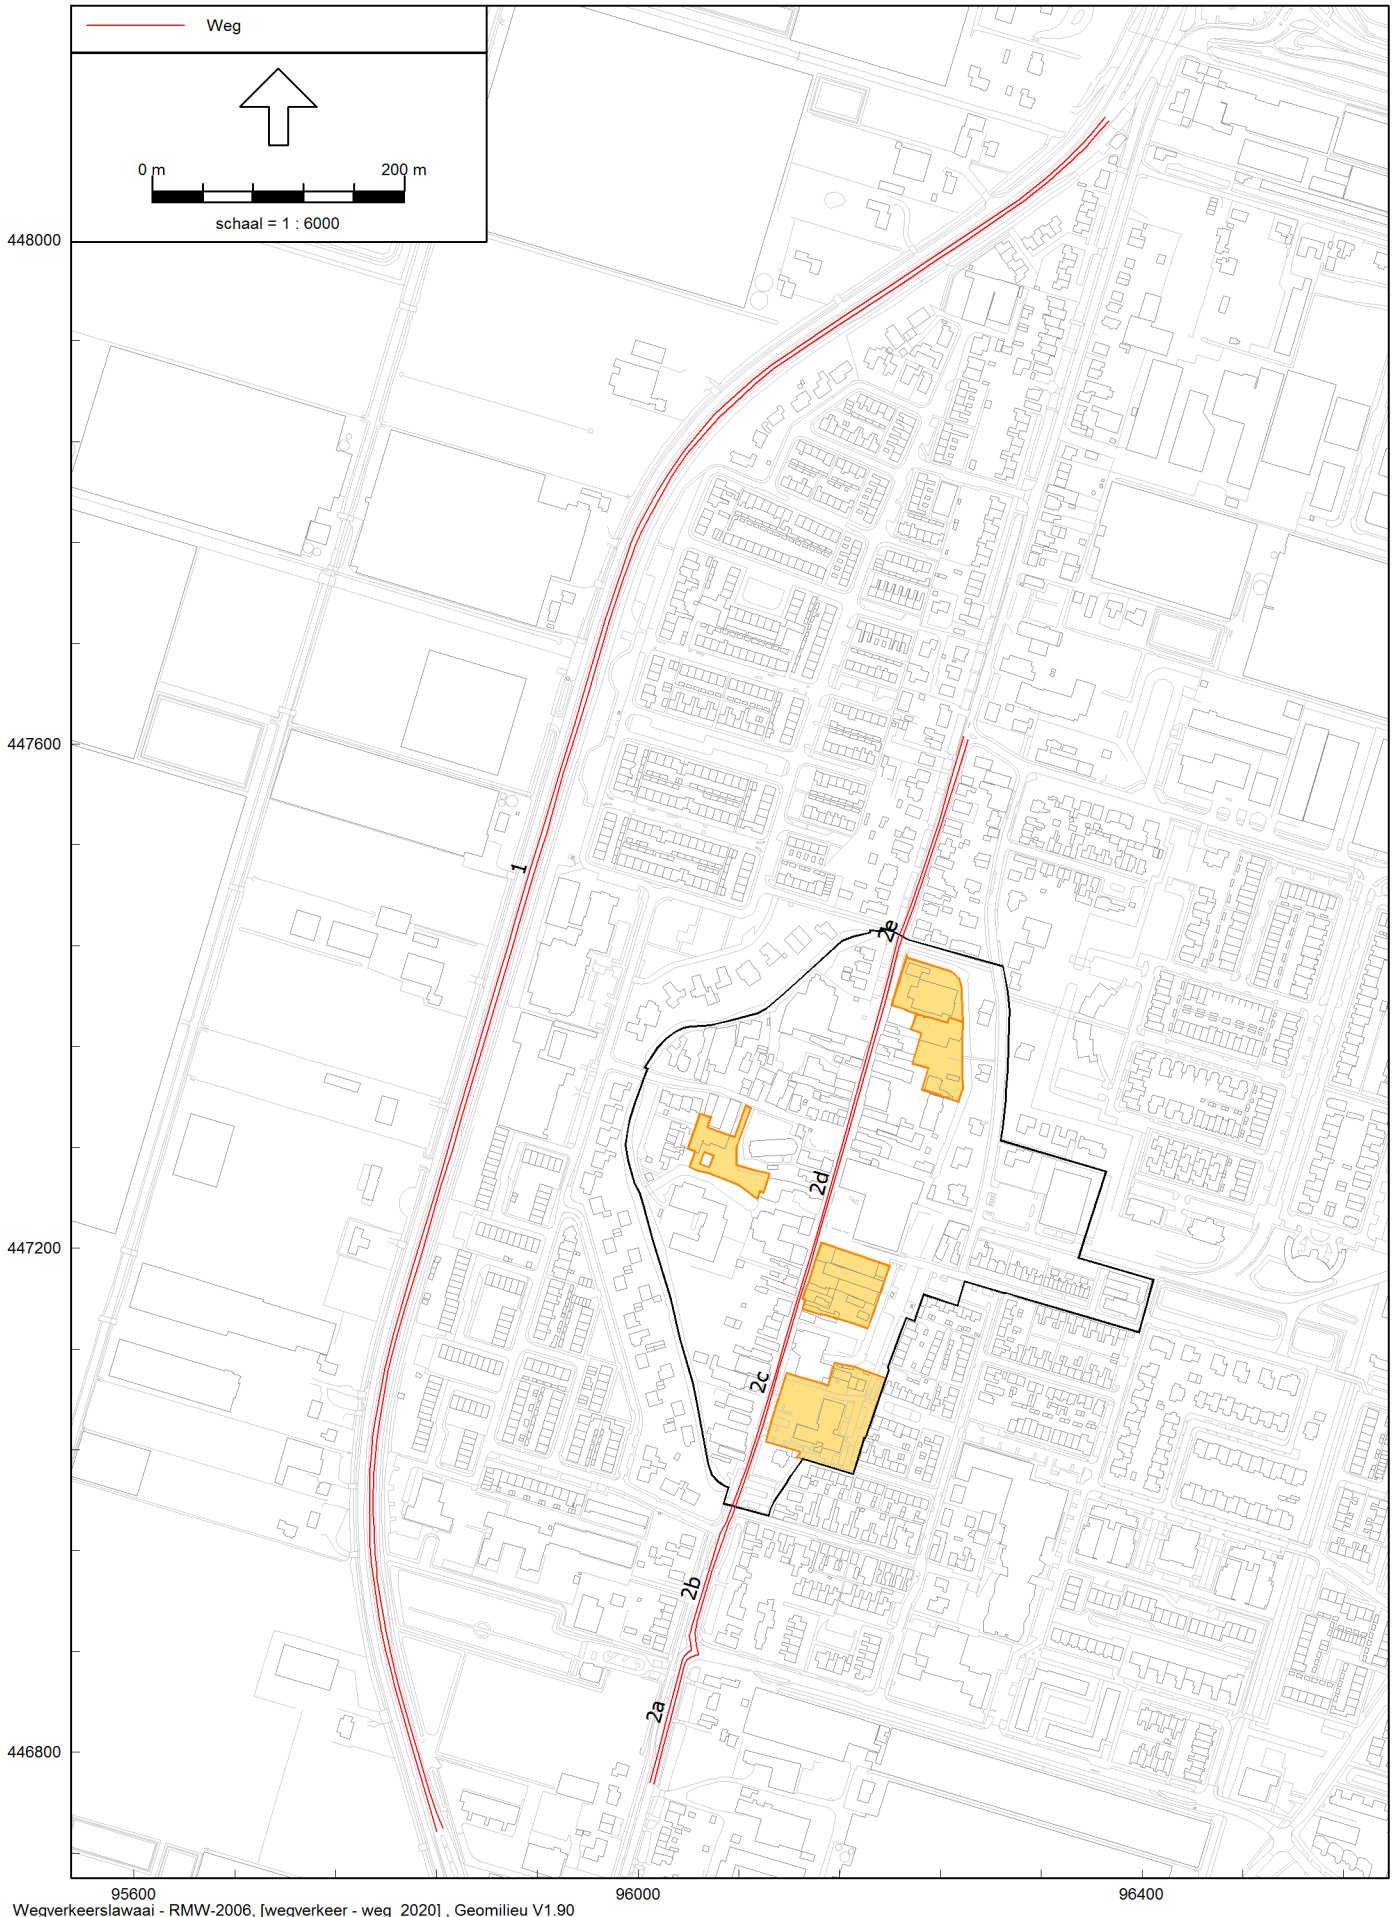 Weg
0 m 200 m
schaal = 1 : 6000
448000
447600
1
2e
2d
447200
2c
2b
2a
446800
95600 96000 96400
Wegverkeerslawaai - RMW-2006, [wegverkeer - weg_2020] , Geomilieu V1.90